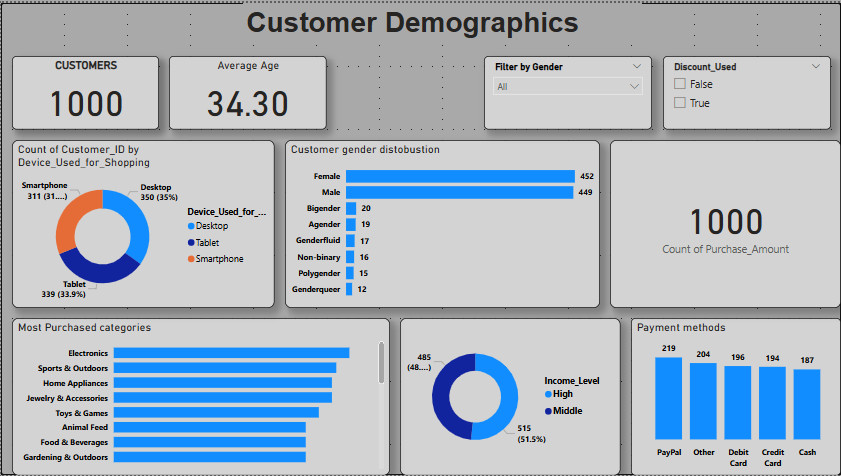 Customer Demographics
CUSTOMERS
1000
Average Age
34.30
Filter by Gender
All
Discount_Used
False
True
Count of Customer_ID by
Device_Used_for_Shopping
Smartphone
311 (31....)
Desktop
350 (35%)
Tablet
339 (33.9%)
Device_Used_for_...
Desktop
Tablet
Smartphone
Customer gender distobustion
Female 452
Male 449
Bigender 20
Agender 19
Genderfluid 17
Non-binary 16
Polygender 15
Genderqueer 12
1000
Count of Purchase_Amount
Most Purchased categories
Electronics
Sports & Outdoors
Home Appliances
Jewelry & Accessories
Toys & Games
Animal Feed
Food & Beverages
Gardening & Outdoors
485
(48....)
515
(51.5%)
Income_Level
High
Middle
Payment methods
219 204 196 194 187
PayPal Other Debit Credit Cash
Card Card